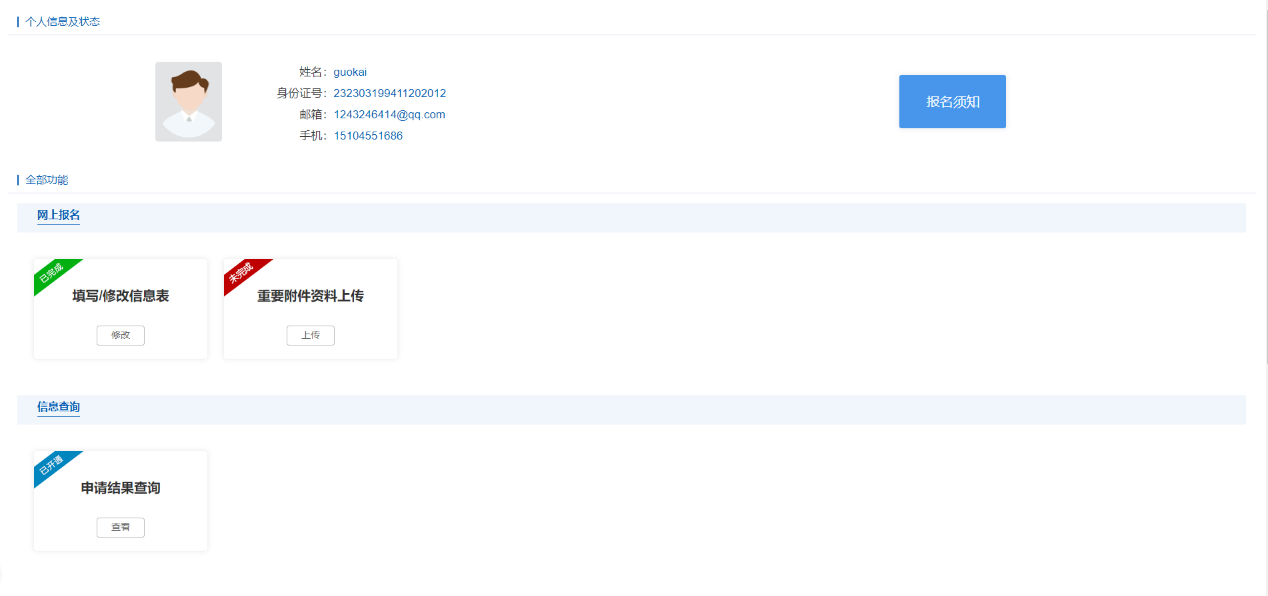 个人信息及状态
姓名：guokai
身份证号：232303199411202012
邮箱：1243246414@qq.com
手机：15104551686
报名须知
全部功能
网上报名
已完成
填写/修改信息表
修改
未完成
重要附件资料上传
上传
信息查询
已开通
申请结果查询
查看